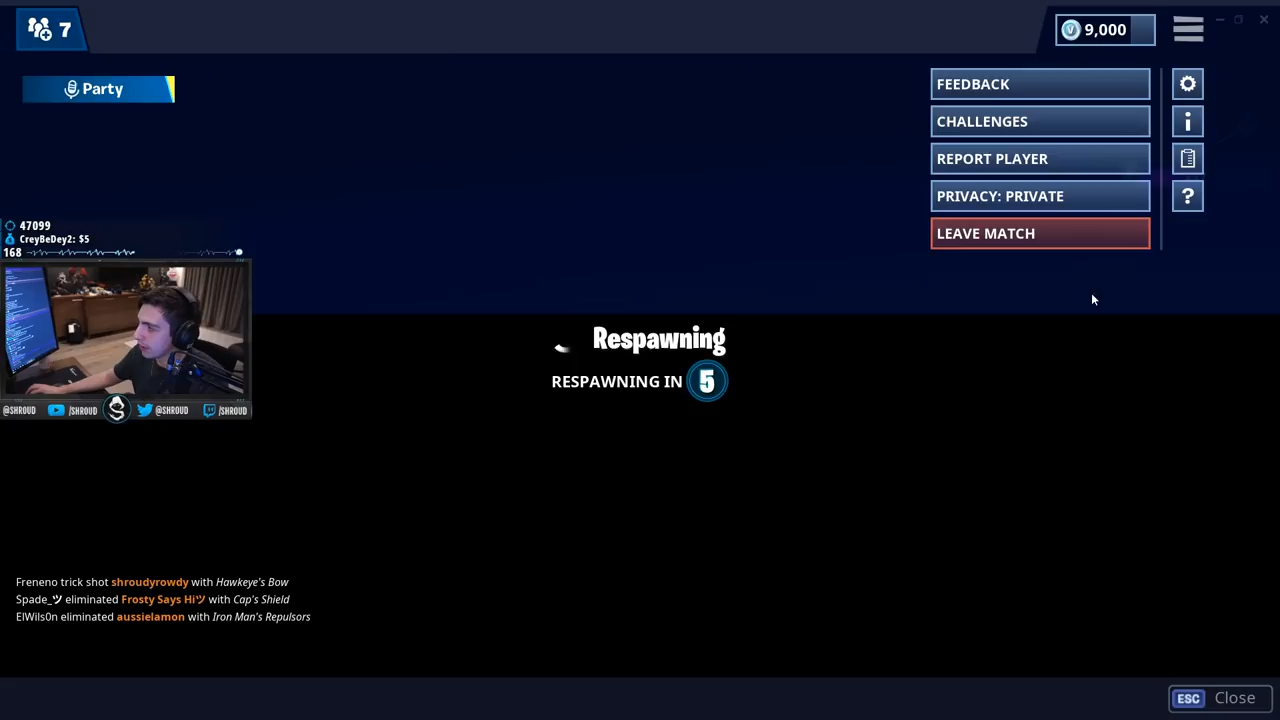 7
9,000
Party
FEEDBACK
CHALLENGES
REPORT PLAYER
PRIVACY: PRIVATE
LEAVE MATCH
47099
CreyBeDey2: $5
168
@SHROUD /SHROUD @SHROUD /SHROUD
Respawning
RESPAWNING IN 5
Freneno trick shot shroudyrowdy with Hawkeye's Bow
Spade_ツ eliminated Frosty Says Hiツ with Cap's Shield
ElWils0n eliminated aussielamon with Iron Man's Repulsors
ESC Close